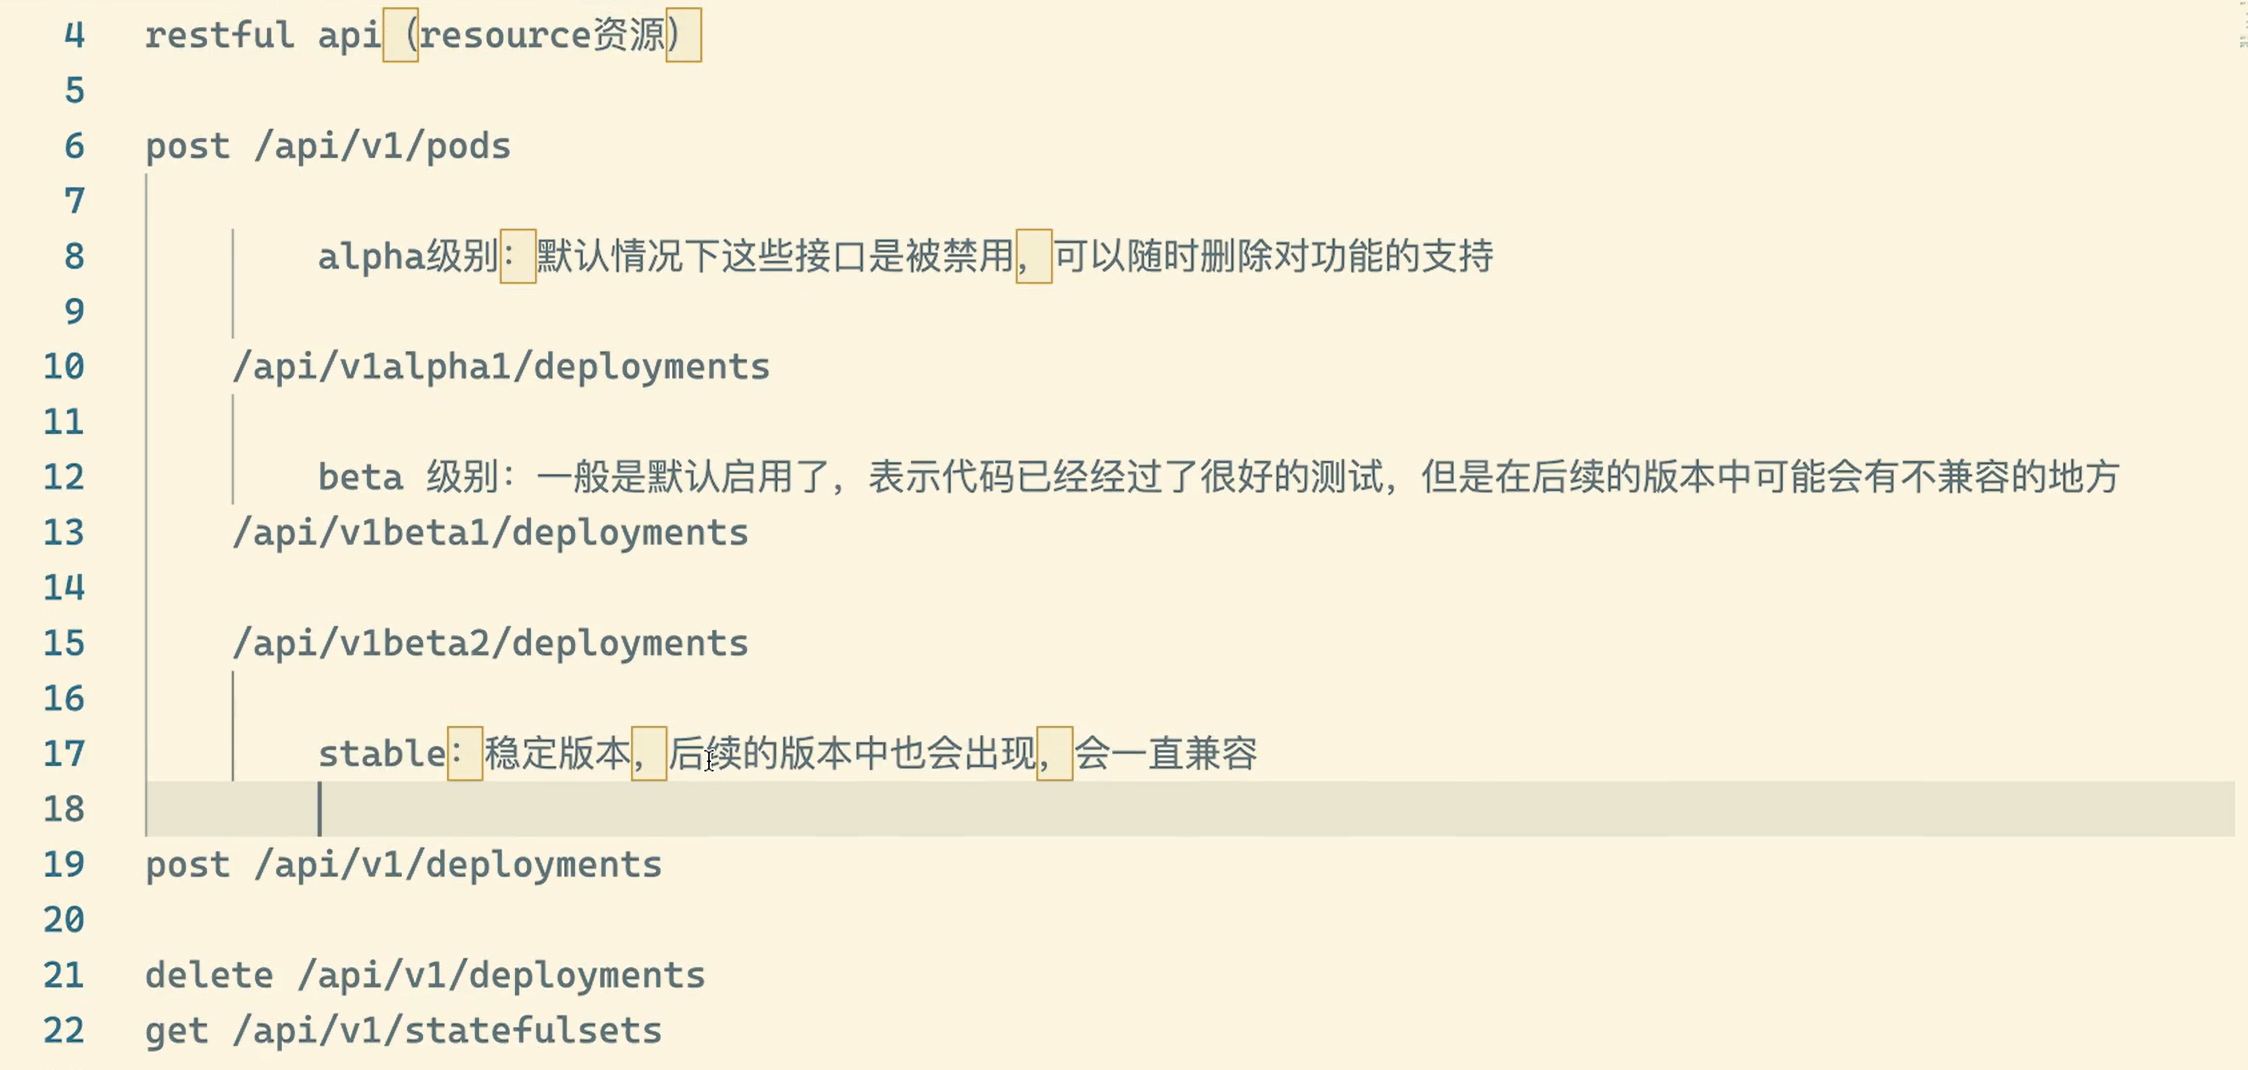 4 restful api（resource资源）
5
6 post /api/v1/pods
7
8 alpha级别：默认情况下这些接口是被禁用，可以随时删除对功能的支持
9
10 /api/v1alpha1/deployments
11
12 beta 级别：一般是默认启用了，表示代码已经经过了很好的测试，但是在后续的版本中可能会有不兼容的地方
13 /api/v1beta1/deployments
14
15 /api/v1beta2/deployments
16
17 stable：稳定版本，后续的版本中也会出现，会一直兼容
18
19 post /api/v1/deployments
20
21 delete /api/v1/deployments
22 get /api/v1/statefulsets